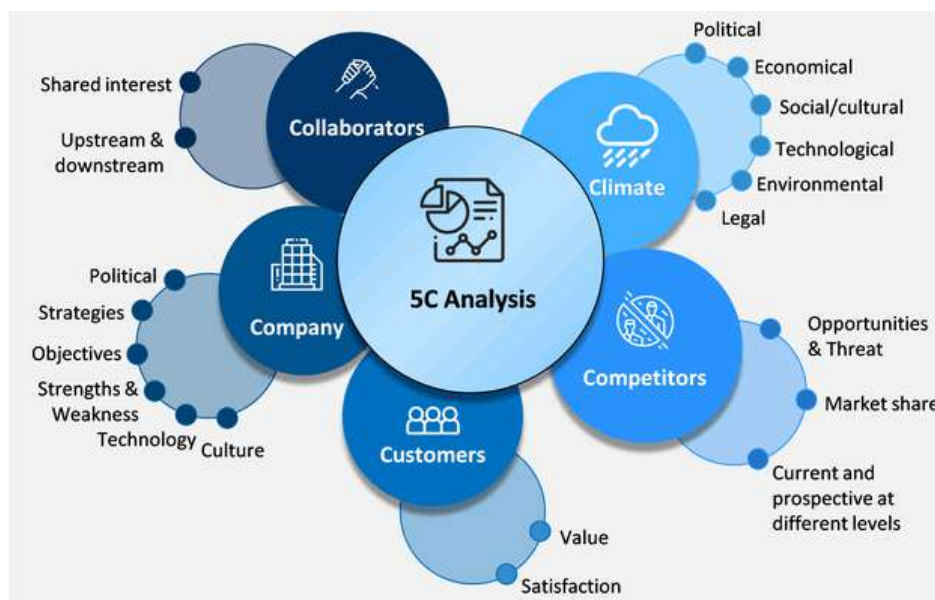 Shared interest
Upstream &
downstream
Collaborators
Political
Economical
Social/cultural
Technological
Environmental
Legal
Climate
5C Analysis
Political
Strategies
Objectives
Strengths &
Weakness
Technology
Culture
Company
Customers
Value
Satisfaction
Competitors
Opportunities
& Threat
Market share
Current and
prospective at
different levels